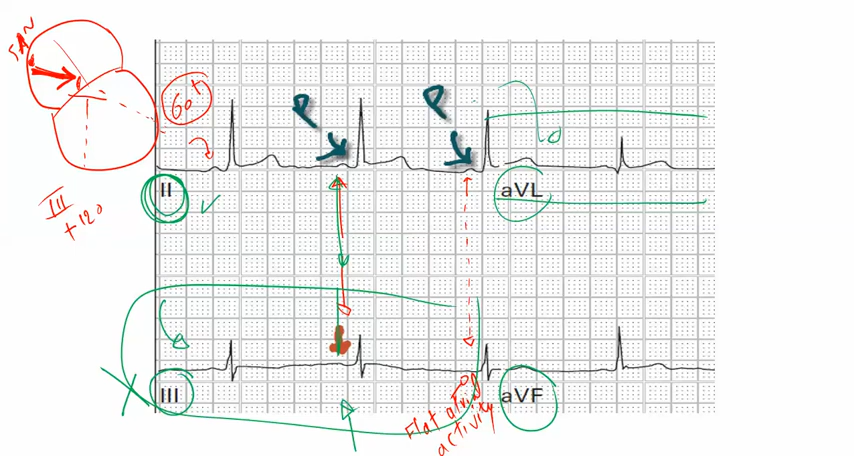 SAN
60+
P
P
II
aVL
III
+120
III
aVF
Flat atrial
activity